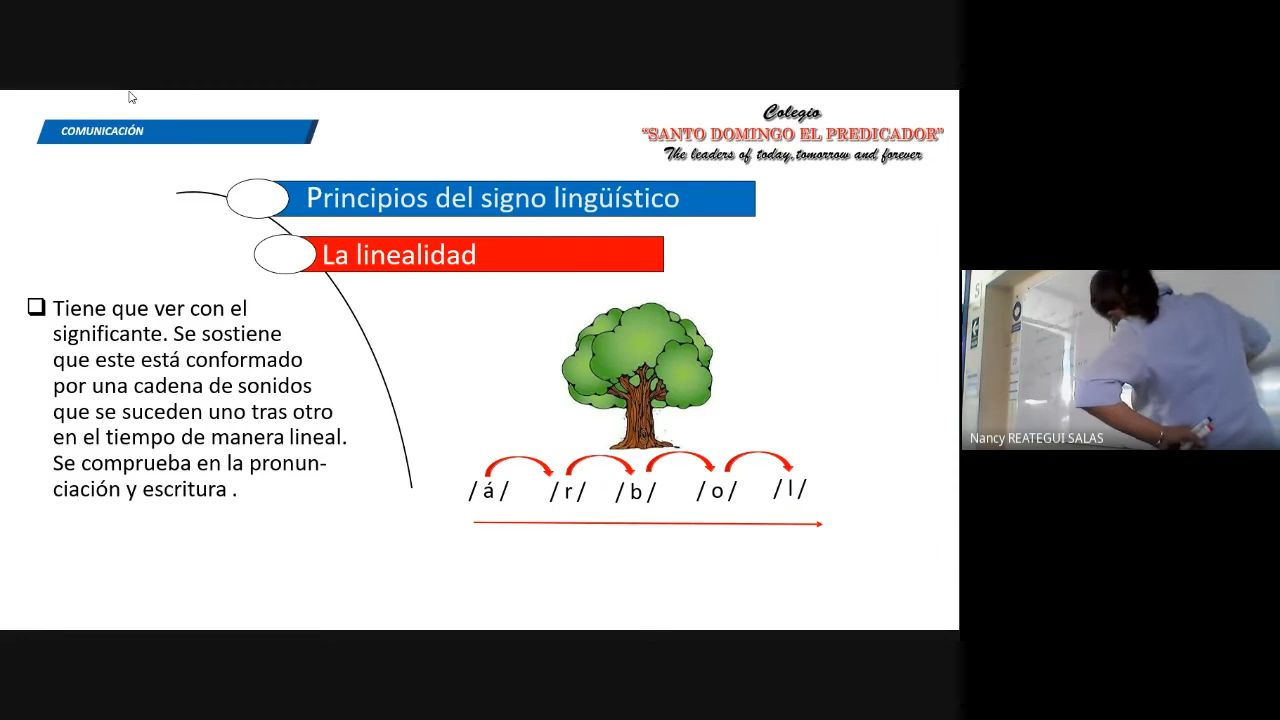 COMUNICACIÓN
Colegio
"SANTO DOMINGO EL PREDICADOR"
The leaders of today, tomorrow and forever
Principios del signo lingüístico
La linealidad
Tiene que ver con el
significante. Se sostiene
que este está conformado
por una cadena de sonidos
que se suceden uno tras otro
en el tiempo de manera lineal.
Se comprueba en la pronun-
ciación y escritura .
/ á / / r / / b / / o / / l /
Nancy REATEGUI SALAS